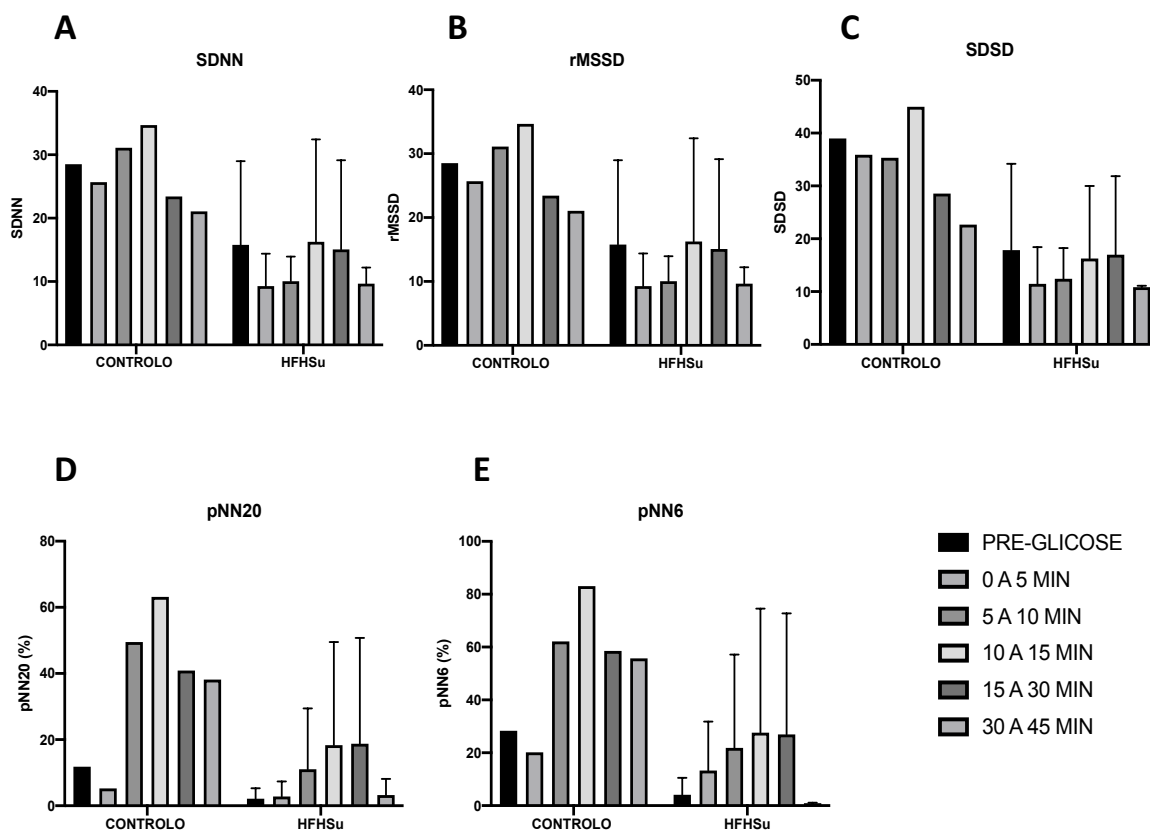 A
SDNN
SDNN
40
30
20
10
0
CONTROLO
HFHSu
B
rMSSD
rMSSD
40
30
20
10
0
CONTROLO
HFHSu
C
SDSD
SDSD
50
40
30
20
10
0
CONTROLO
HFHSu
D
pNN20
pNN20 (%)
80
60
40
20
0
CONTROLO
HFHSu
E
pNN6
pNN6 (%)
100
80
60
40
20
0
CONTROLO
HFHSu
PRE-GLICOSE
0 A 5 MIN
5 A 10 MIN
10 A 15 MIN
15 A 30 MIN
30 A 45 MIN